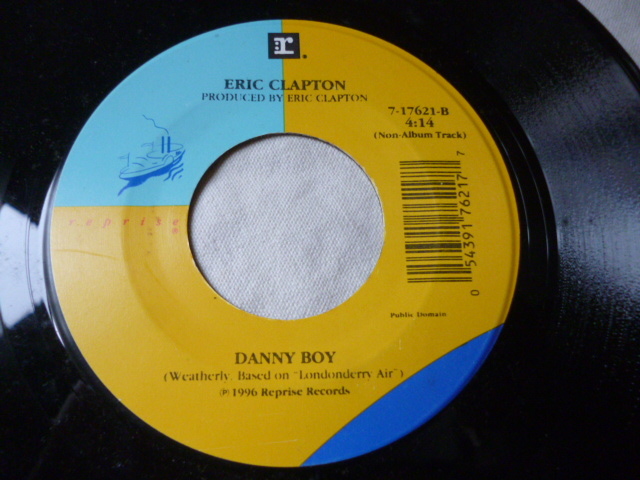 r
ERIC CLAPTON
PRODUCED BY ERIC CLAPTON
7-17621-B
4:14
(Non-Album Track)
reprise
0 54391 76217 7
Public Domain
DANNY BOY
(Weatherly. Based on "Londonderry Air")
℗ 1996 Reprise Records